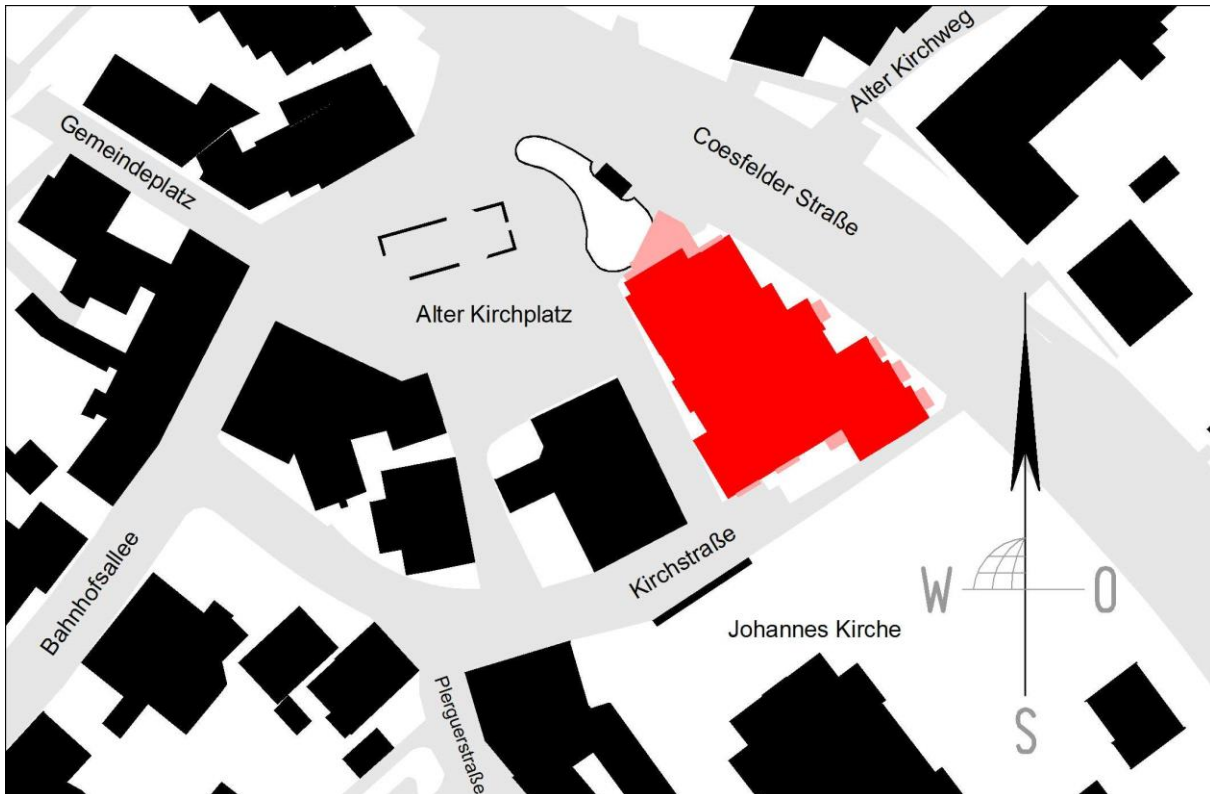 Alter Kirchweg
Coesfelder Straße
Gemeindeplatz
Alter Kirchplatz
Kirchstraße
Bahnhofsallee
W
O
Johannes Kirche
Plerguerstraße
S